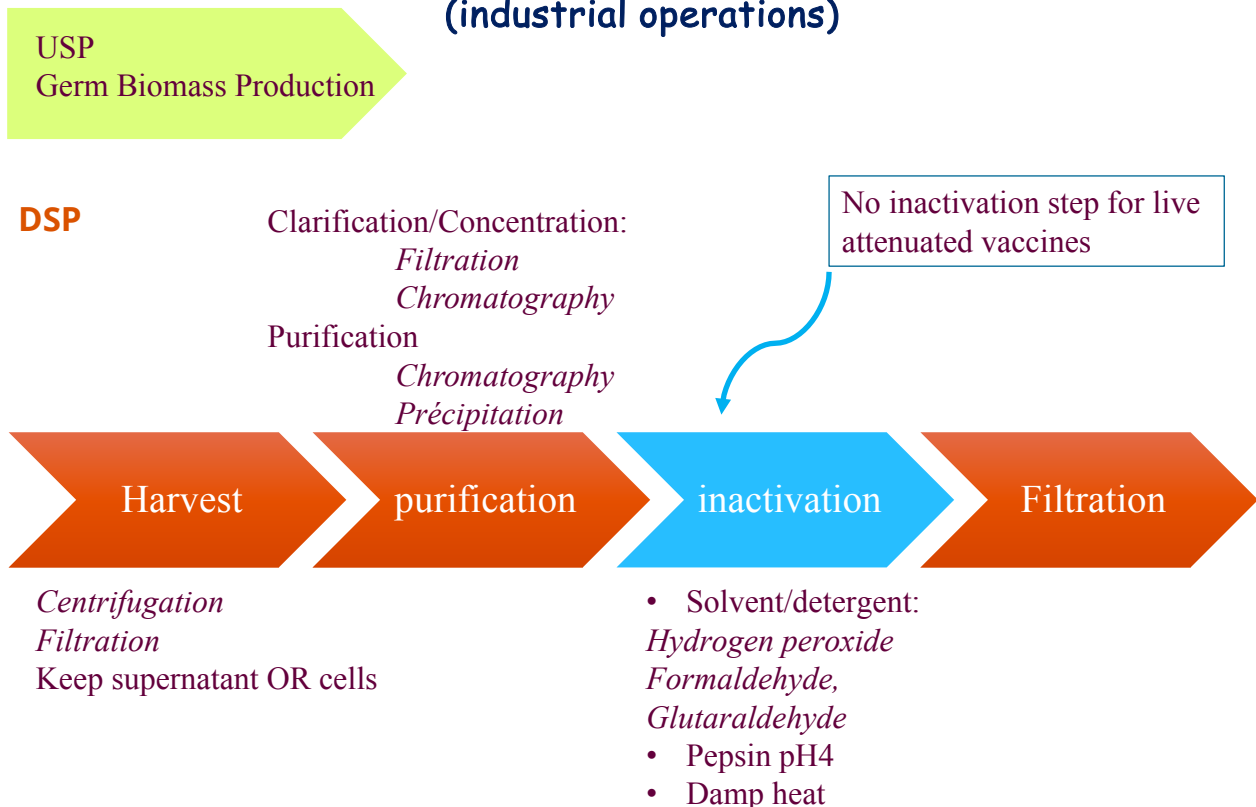 (industrial operations)
USP
Germ Biomass Production
DSP
Clarification/Concentration:
Filtration
Chromatography
Purification
Chromatography
Précipitation
No inactivation step for live
attenuated vaccines
Harvest
purification
inactivation
Filtration
Centrifugation
Filtration
Keep supernatant OR cells
• Solvent/detergent:
Hydrogen peroxide
Formaldehyde,
Glutaraldehyde
• Pepsin pH4
• Damp heat